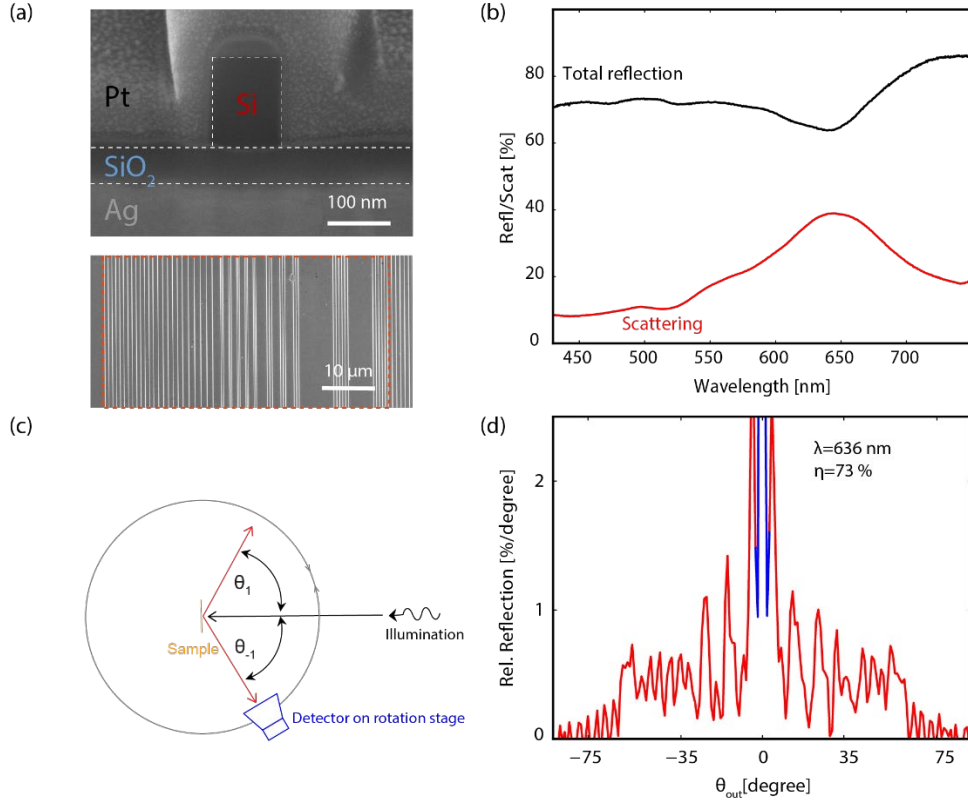 (a)
Pt
Si
SiO₂
Ag
100 nm
10 μm
(b)
Total reflection
Scattering
Refl/Scat [%]
80
60
40
20
0
450 500 550 600 650 700
Wavelength [nm]
(c)
θ₁
θ₋₁
Sample
Illumination
Detector on rotation stage
(d)
λ=636 nm
η=73 %
Rel. Reflection [%/degree]
2
1
0
−75 −35 0 35 75
θout[degree]